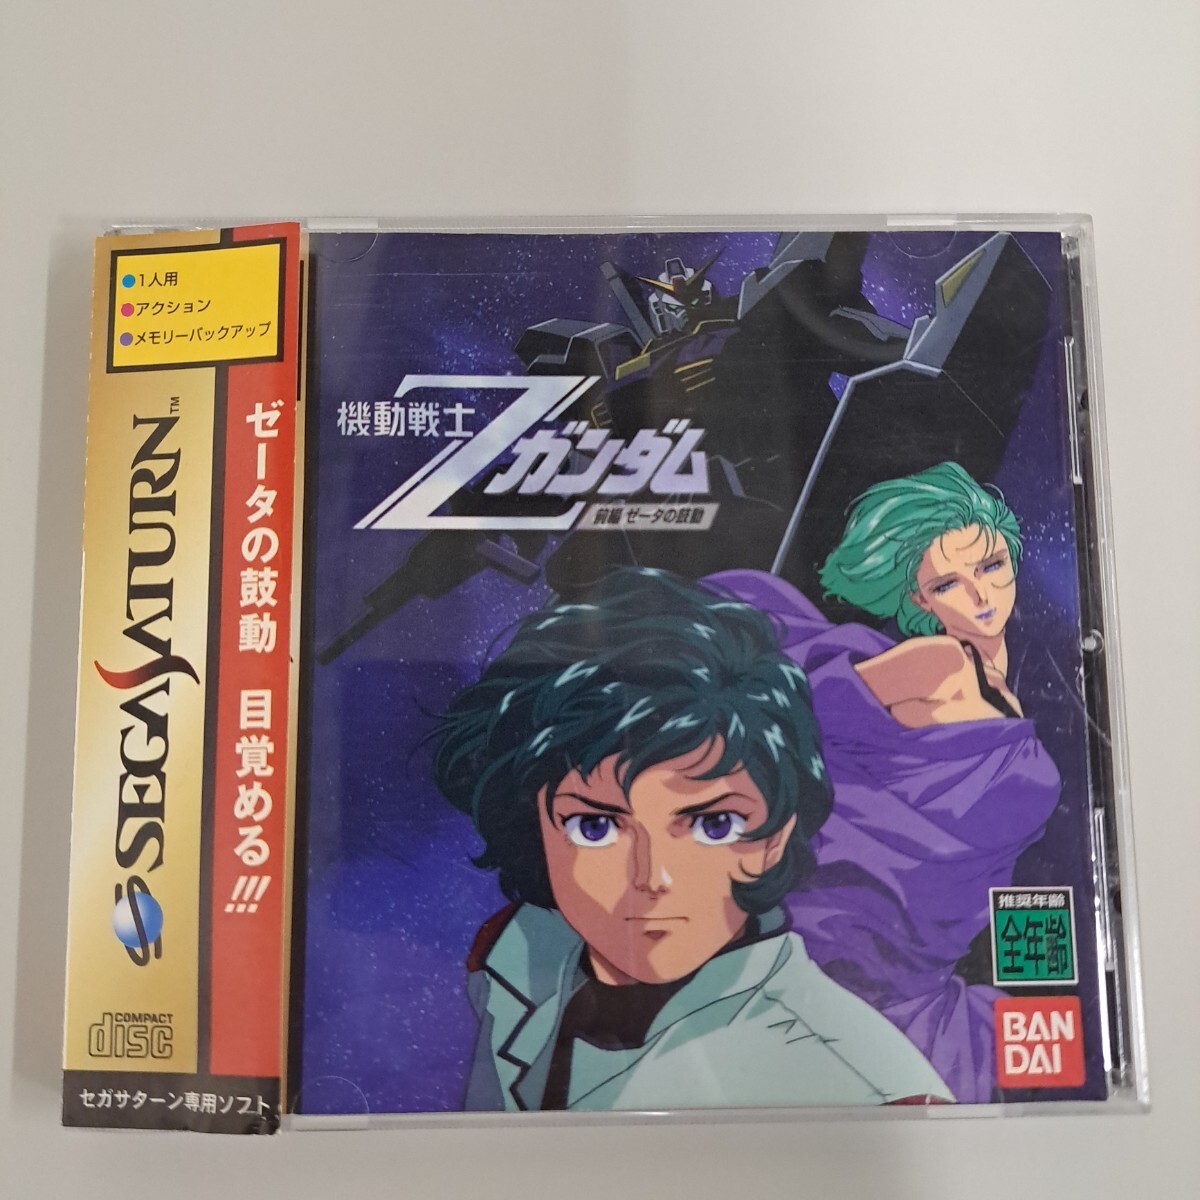 ●1人用
●アクション
●メモリーバックアップ
SEGA SATURN™
ゼータの鼓動 目覚める!!!
COMPACT
disc
セガサターン専用ソフト
機動戦士
Zガンダム
前編 ゼータの鼓動
推奨年齢
全年齢
BAN
DAI